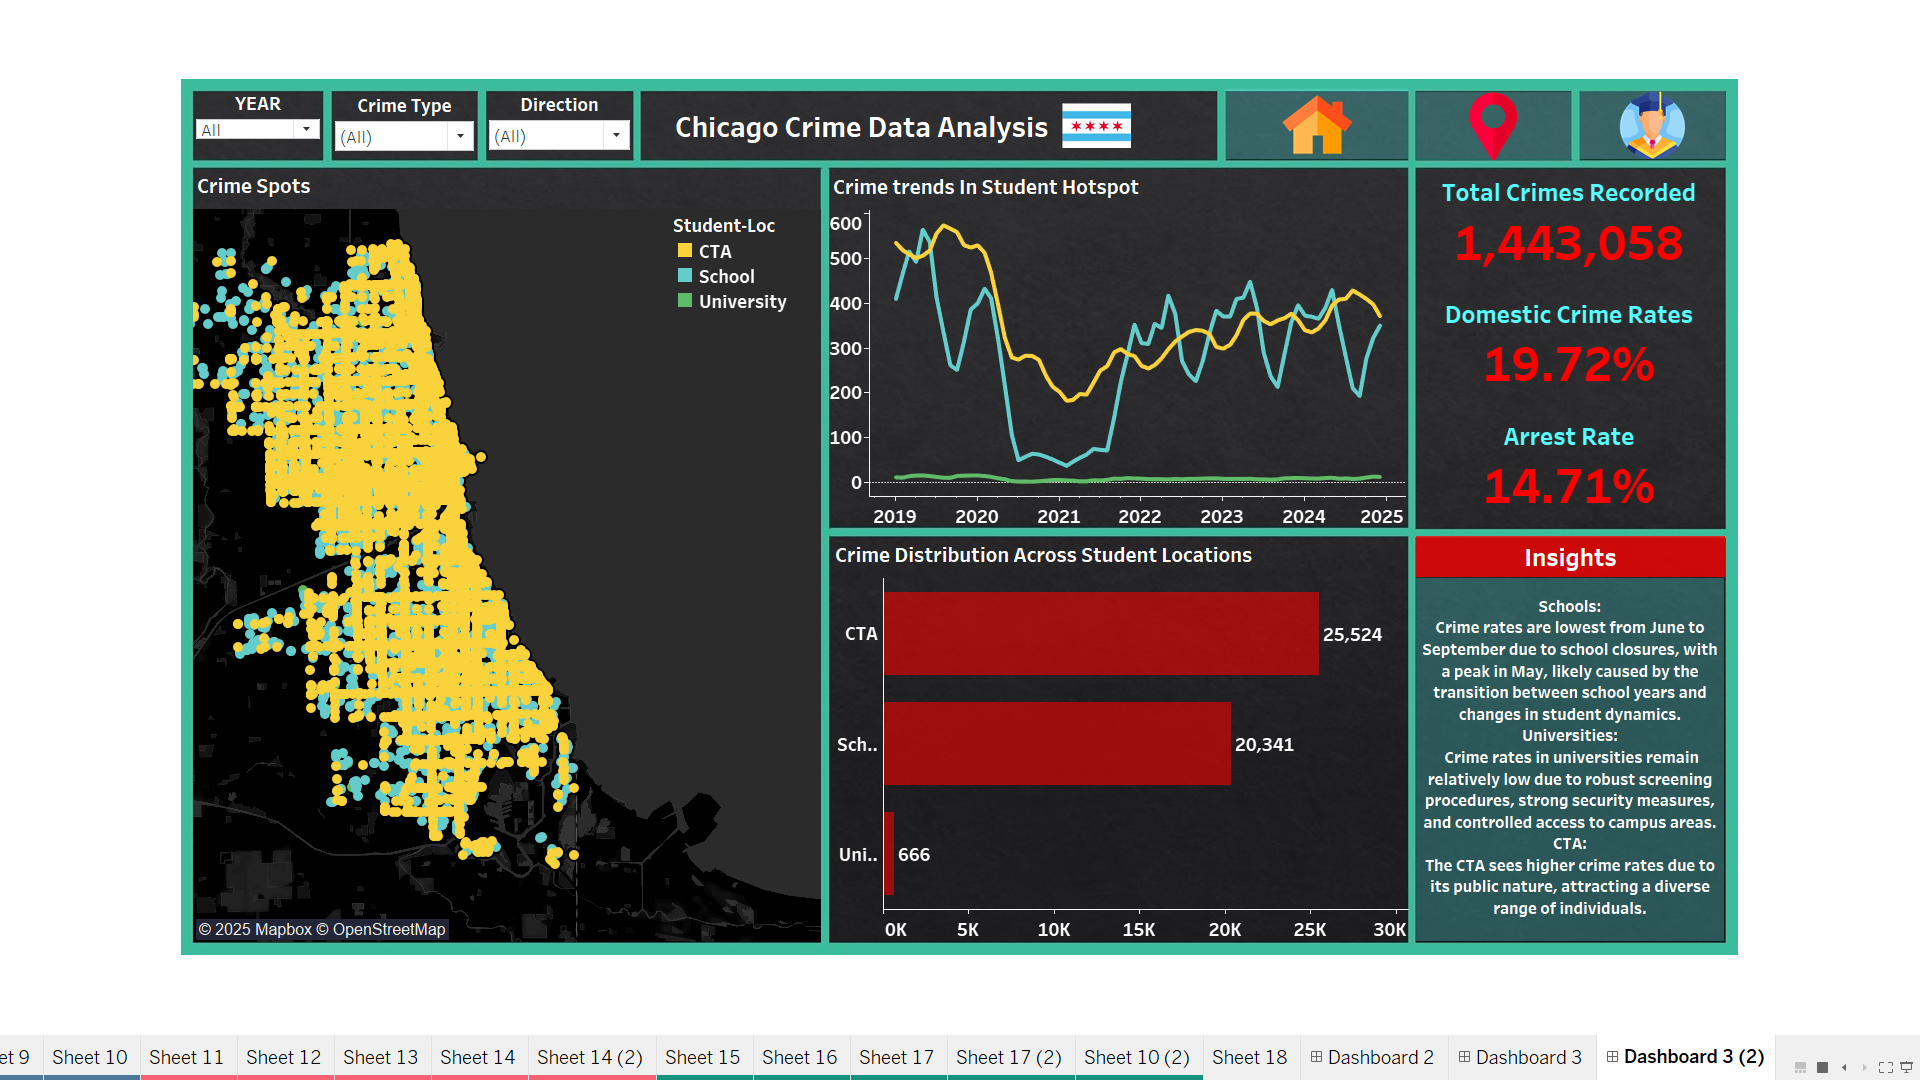 YEAR
All
Crime Type
(All)
Direction
(All)
Chicago Crime Data Analysis
Crime Spots
Student-Loc
CTA
School
University
© 2025 Mapbox © OpenStreetMap
Crime trends In Student Hotspot
600
500
400
300
200
100
0
2019 2020 2021 2022 2023 2024 2025
Total Crimes Recorded
1,443,058
Domestic Crime Rates
19.72%
Arrest Rate
14.71%
Crime Distribution Across Student Locations
CTA 25,524
Sch.. 20,341
Uni.. 666
0K 5K 10K 15K 20K 25K 30K
Insights
Schools:
Crime rates are lowest from June to
September due to school closures, with
a peak in May, likely caused by the
transition between school years and
changes in student dynamics.
Universities:
Crime rates in universities remain
relatively low due to robust screening
procedures, strong security measures,
and controlled access to campus areas.
CTA:
The CTA sees higher crime rates due to
its public nature, attracting a diverse
range of individuals.
et 9 Sheet 10 Sheet 11 Sheet 12 Sheet 13 Sheet 14 Sheet 14 (2) Sheet 15 Sheet 16 Sheet 17 Sheet 17 (2) Sheet 10 (2) Sheet 18 Dashboard 2 Dashboard 3 Dashboard 3 (2)